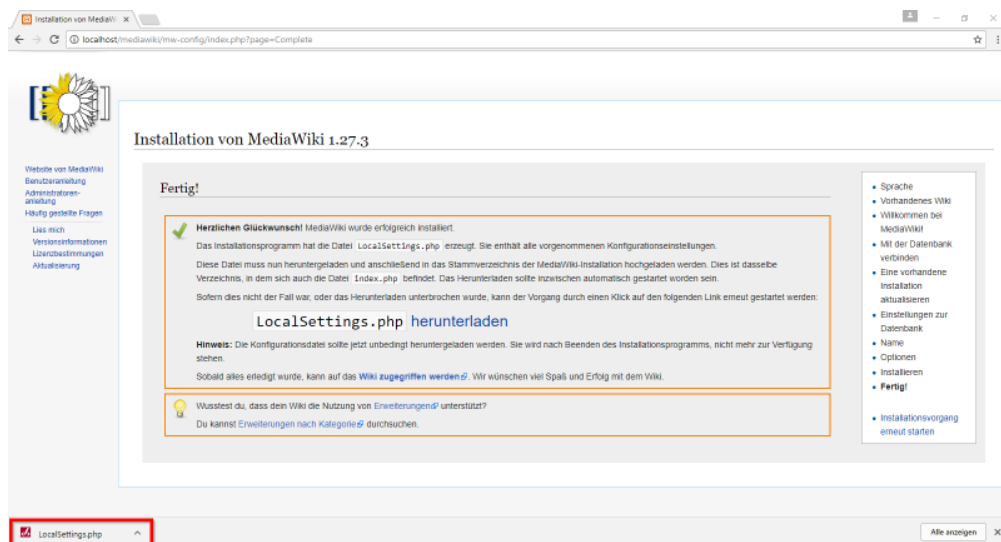 Installation von MediaWi
localhost/mediawiki/mw-config/index.php?page=Complete
Installation von MediaWiki 1.27.3
Website von MediaWiki
Benutzeranleitung
Administratoren-
anleitung
Häufig gestellte Fragen
Lies mich
Versionsinformationen
Lizenzbestimmungen
Aktualisierung
Fertig!
Herzlichen Glückwunsch! MediaWiki wurde erfolgreich installiert.
Das Installationsprogramm hat die Datei LocalSettings.php erzeugt. Sie enthält alle vorgenommenen Konfigurationseinstellungen.
Diese Datei muss nun heruntergeladen und anschließend in das Stammverzeichnis der MediaWiki-Installation hochgeladen werden. Dies ist dasselbe
Verzeichnis, in dem sich auch die Datei index.php befindet. Das Herunterladen sollte inzwischen automatisch gestartet worden sein.
Sofern dies nicht der Fall war, oder das Herunterladen unterbrochen wurde, kann der Vorgang durch einen Klick auf den folgenden Link erneut gestartet werden:
LocalSettings.php herunterladen
Hinweis: Die Konfigurationsdatei sollte jetzt unbedingt heruntergeladen werden. Sie wird nach Beenden des Installationsprogramms, nicht mehr zur Verfügung
stehen.
Sobald alles erledigt wurde, kann auf das Wiki zugegriffen werden. Wir wünschen viel Spaß und Erfolg mit dem Wiki.
Wusstest du, dass dein Wiki die Nutzung von Erweiterungen unterstützt?
Du kannst Erweiterungen nach Kategorie durchsuchen.
Sprache
Vorhandenes Wiki
Willkommen bei
MediaWiki!
Mit der Datenbank
verbinden
Eine vorhandene
Installation
aktualisieren
Einstellungen zur
Datenbank
Name
Optionen
Installieren
Fertig!
Installationsvorgang
erneut starten
LocalSettings.php
Alle anzeigen